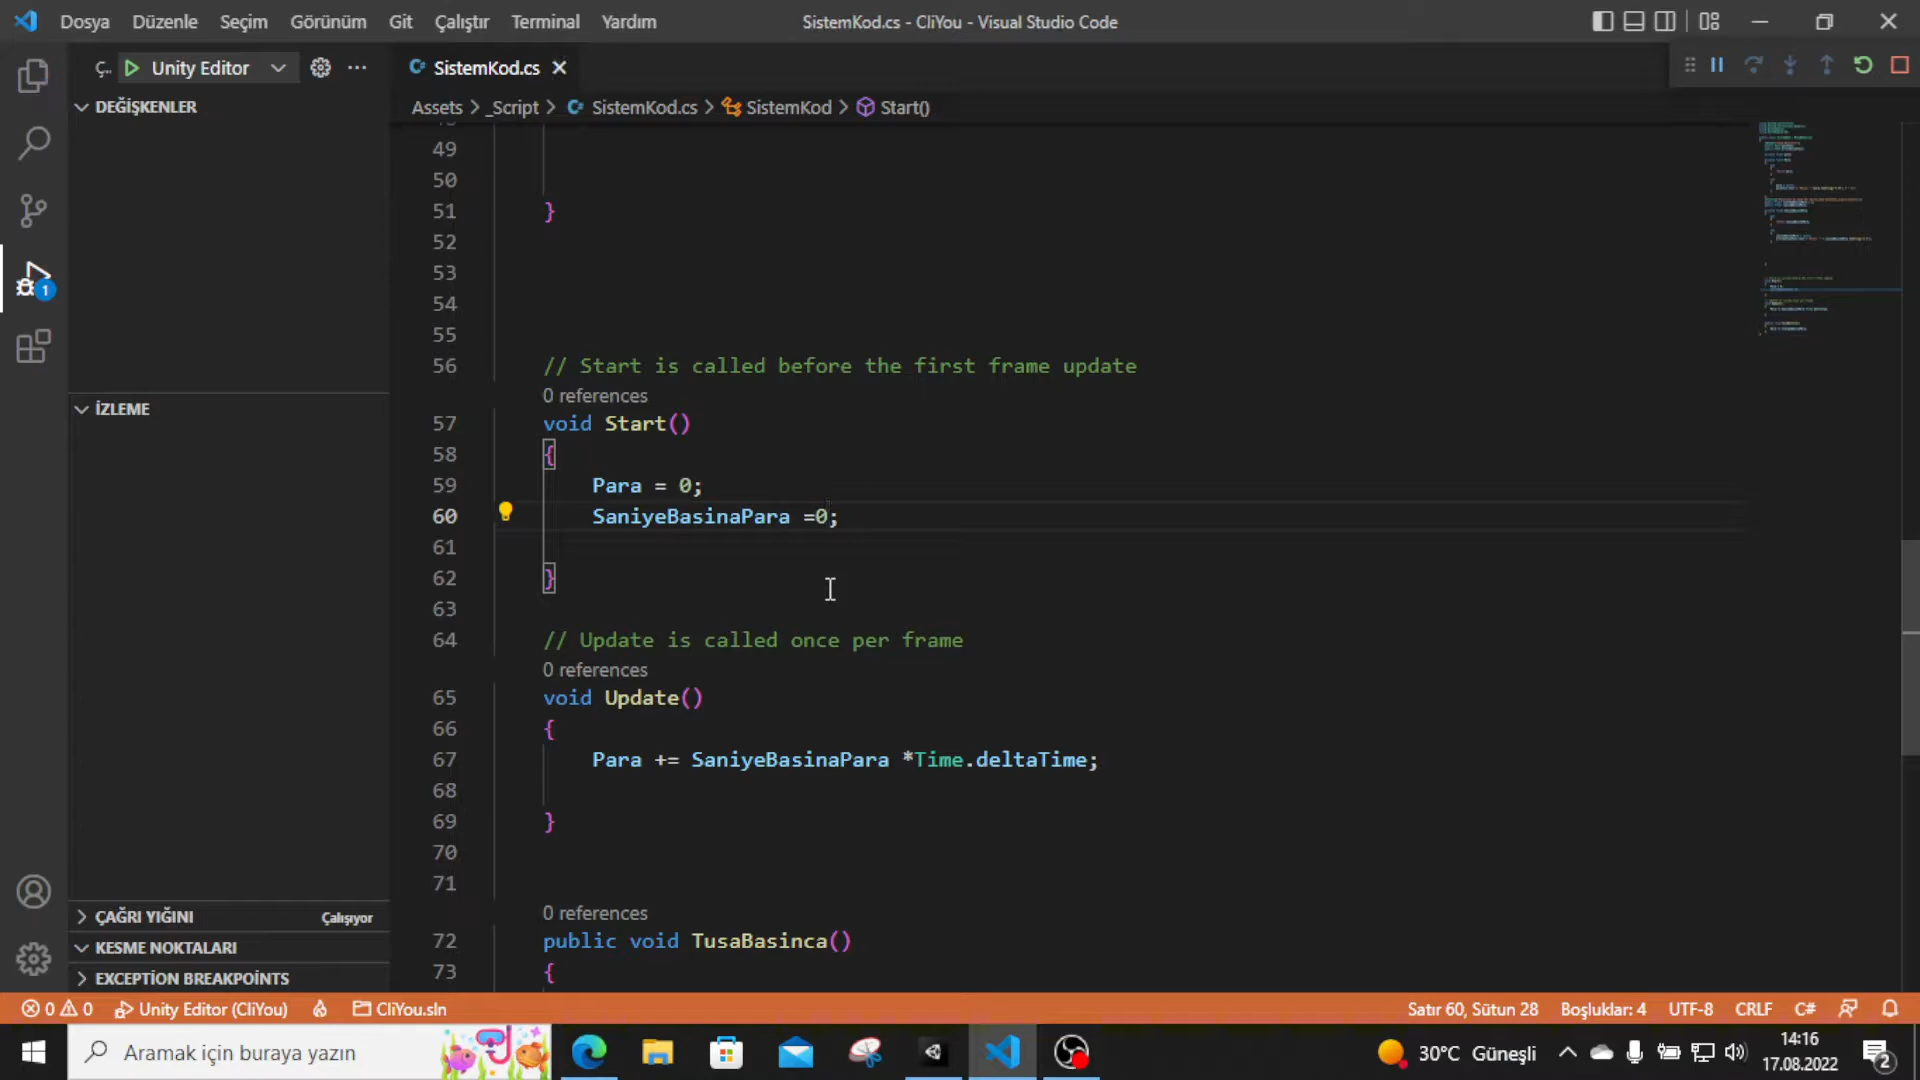 Dosya Düzenle Seçim Görünüm Git Çalıştır Terminal Yardım SistemKod.cs - CliYou - Visual Studio Code
Ç.. Unity Editor SistemKod.cs
DEĞİŞKENLER
Assets > _Script > SistemKod.cs > SistemKod > Start()
49
50
51 }
52
53
54
55
56 // Start is called before the first frame update
0 references
57 void Start()
58 {
59 Para = 0;
60 SaniyeBasinaPara =0;
61
62 }
63
64 // Update is called once per frame
0 references
65 void Update()
66 {
67 Para += SaniyeBasinaPara *Time.deltaTime;
68
69 }
70
71
0 references
72 public void TusaBasinca()
73 {
1
İZLEME
ÇAĞRI YIĞINI Çalışıyor
KESME NOKTALARI
EXCEPTİON BREAKPOİNTS
0 0 Unity Editor (CliYou) CliYou.sln Satır 60, Sütun 28 Boşluklar: 4 UTF-8 CRLF C#
Aramak için buraya yazın 30°C Güneşli 14:16
17.08.2022 2